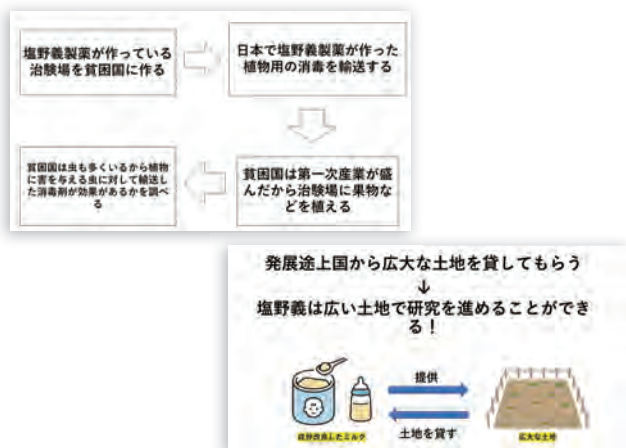 塩野義製薬が作っている
治験場を貧困国に作る
日本で塩野義製薬が作った
植物用の消毒を輸送する
貧困国は第一次産業が盛
んだから治験場に果物な
どを植える
貧困国は虫も多くいるから植物
に害を与える虫に対して輸送し
た消毒剤が効果があるかを調べ
る
発展途上国から広大な土地を貸してもらう
↓
塩野義は広い土地で研究を進めることができ
る！
提供
土地を貸す
改良したミルク
広大な土地